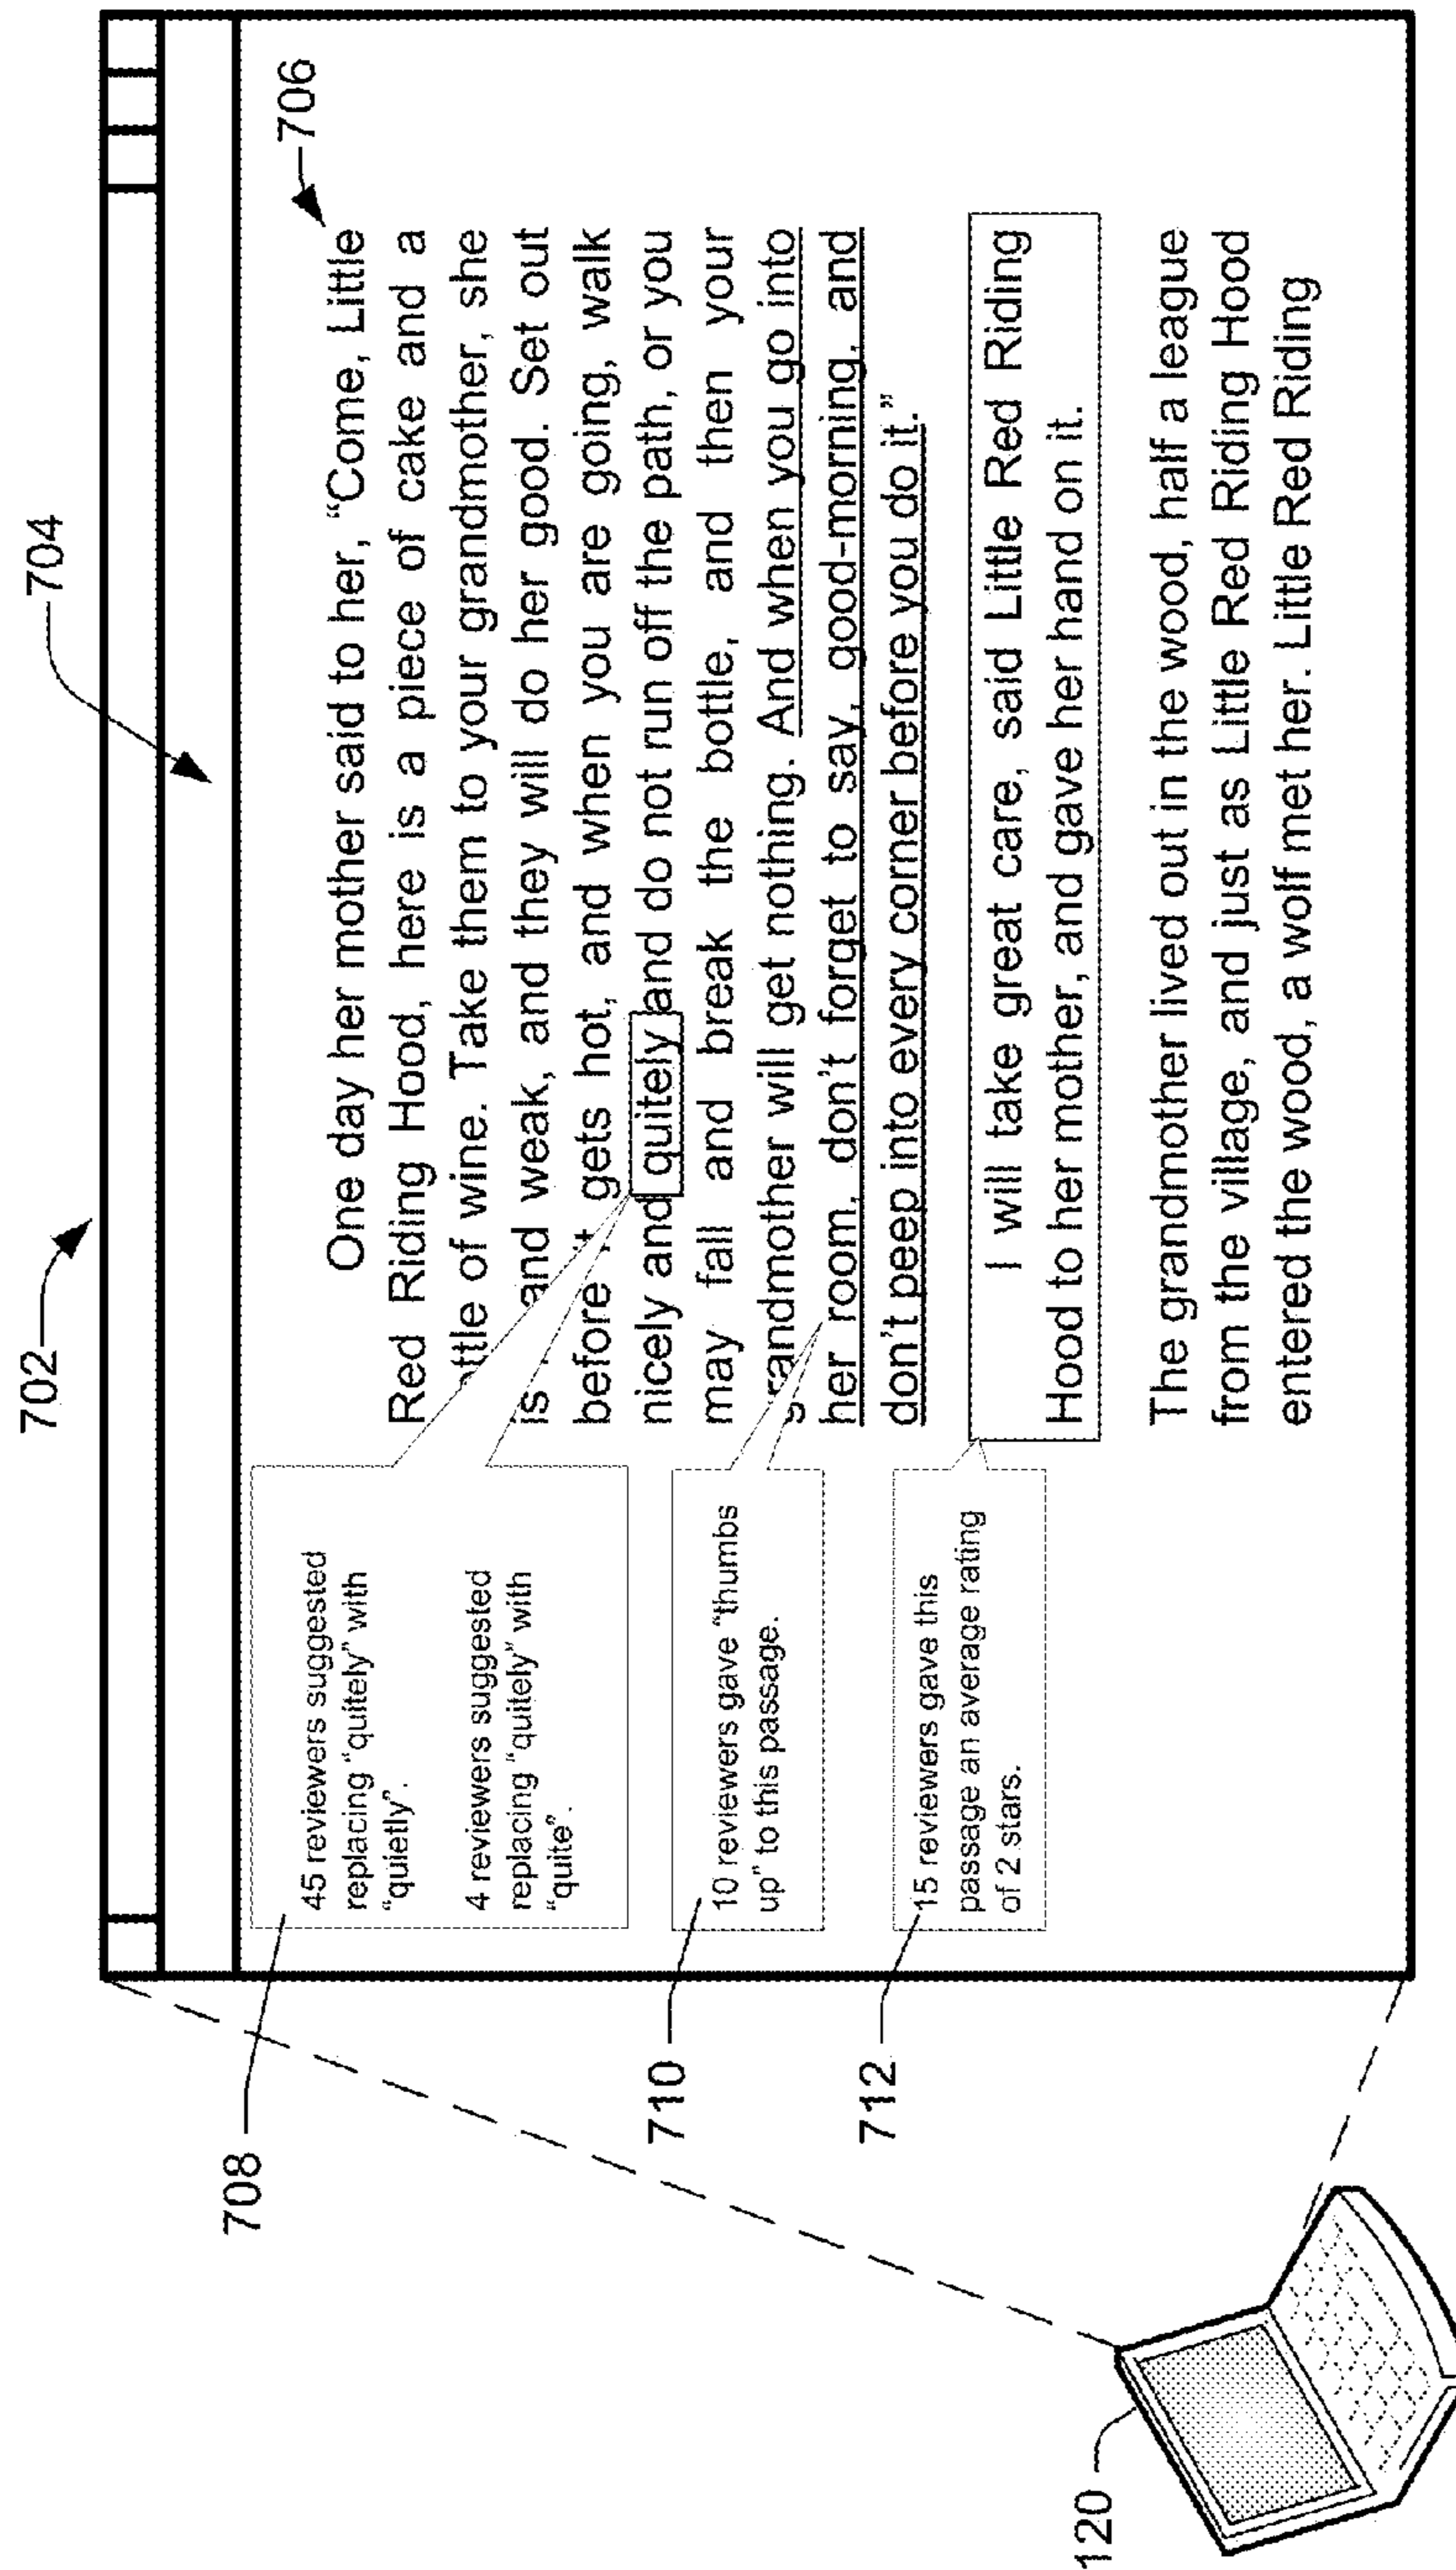 702
704
706
708
45 reviewers suggested
replacing “quitely” with
“quietly”.
4 reviewers suggested
replacing “quitely” with
“quite”.
710
10 reviewers gave “thumbs
up” to this passage.
712
15 reviewers gave this
passage an average rating
of 2 stars.
One day her mother said to her, “Come, Little
Red Riding Hood, here is a piece of cake and a
of wine. Take them to your grandmother, she
is and weak, and they will do her good. Set out
before it gets hot, and when you are going, walk
nicely and quitely and do not run off the path, or you
may fall and break the bottle, and then your
grandmother will get nothing. And when you go into
her room, don't forget to say, good-morning, and
don't peep into every corner before you do it.”
I will take great care, said Little Red Riding
Hood to her mother, and gave her hand on it.
The grandmother lived out in the wood, half a league
from the village, and just as Little Red Riding Hood
entered the wood, a wolf met her. Little Red Riding
120